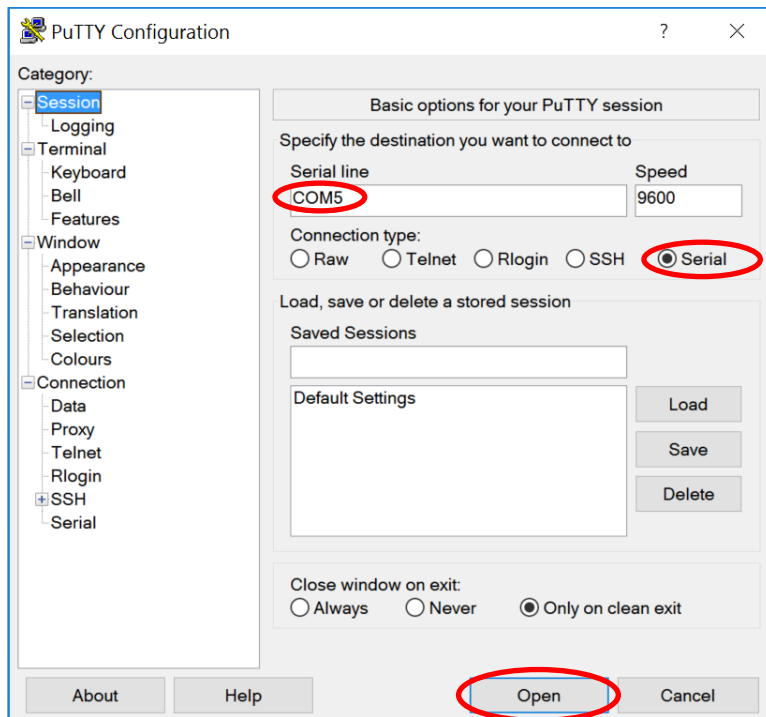 PuTTY Configuration
?
Category:
Session
Logging
Terminal
Keyboard
Bell
Features
Window
Appearance
Behaviour
Translation
Selection
Colours
Connection
Data
Proxy
Telnet
Rlogin
SSH
Serial
Basic options for your PuTTY session
Specify the destination you want to connect to
Serial line Speed
COM5 9600
Connection type:
Raw Telnet Rlogin SSH Serial
Load, save or delete a stored session
Saved Sessions
Default Settings
Load
Save
Delete
Close window on exit:
Always Never Only on clean exit
About Help Open Cancel